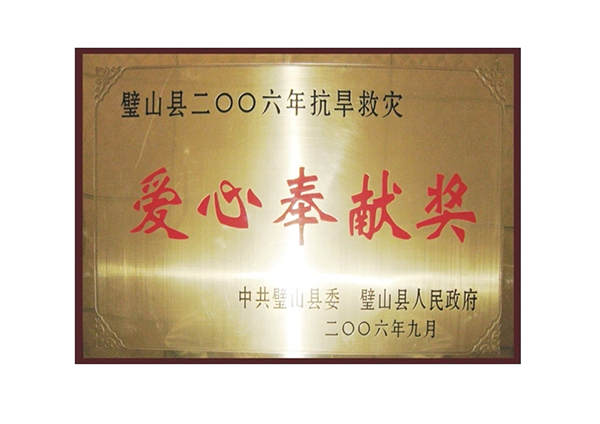 璧山县二〇〇六年抗旱救灾
爱心奉献奖
中共璧山县委 璧山县人民政府
二〇〇六年九月